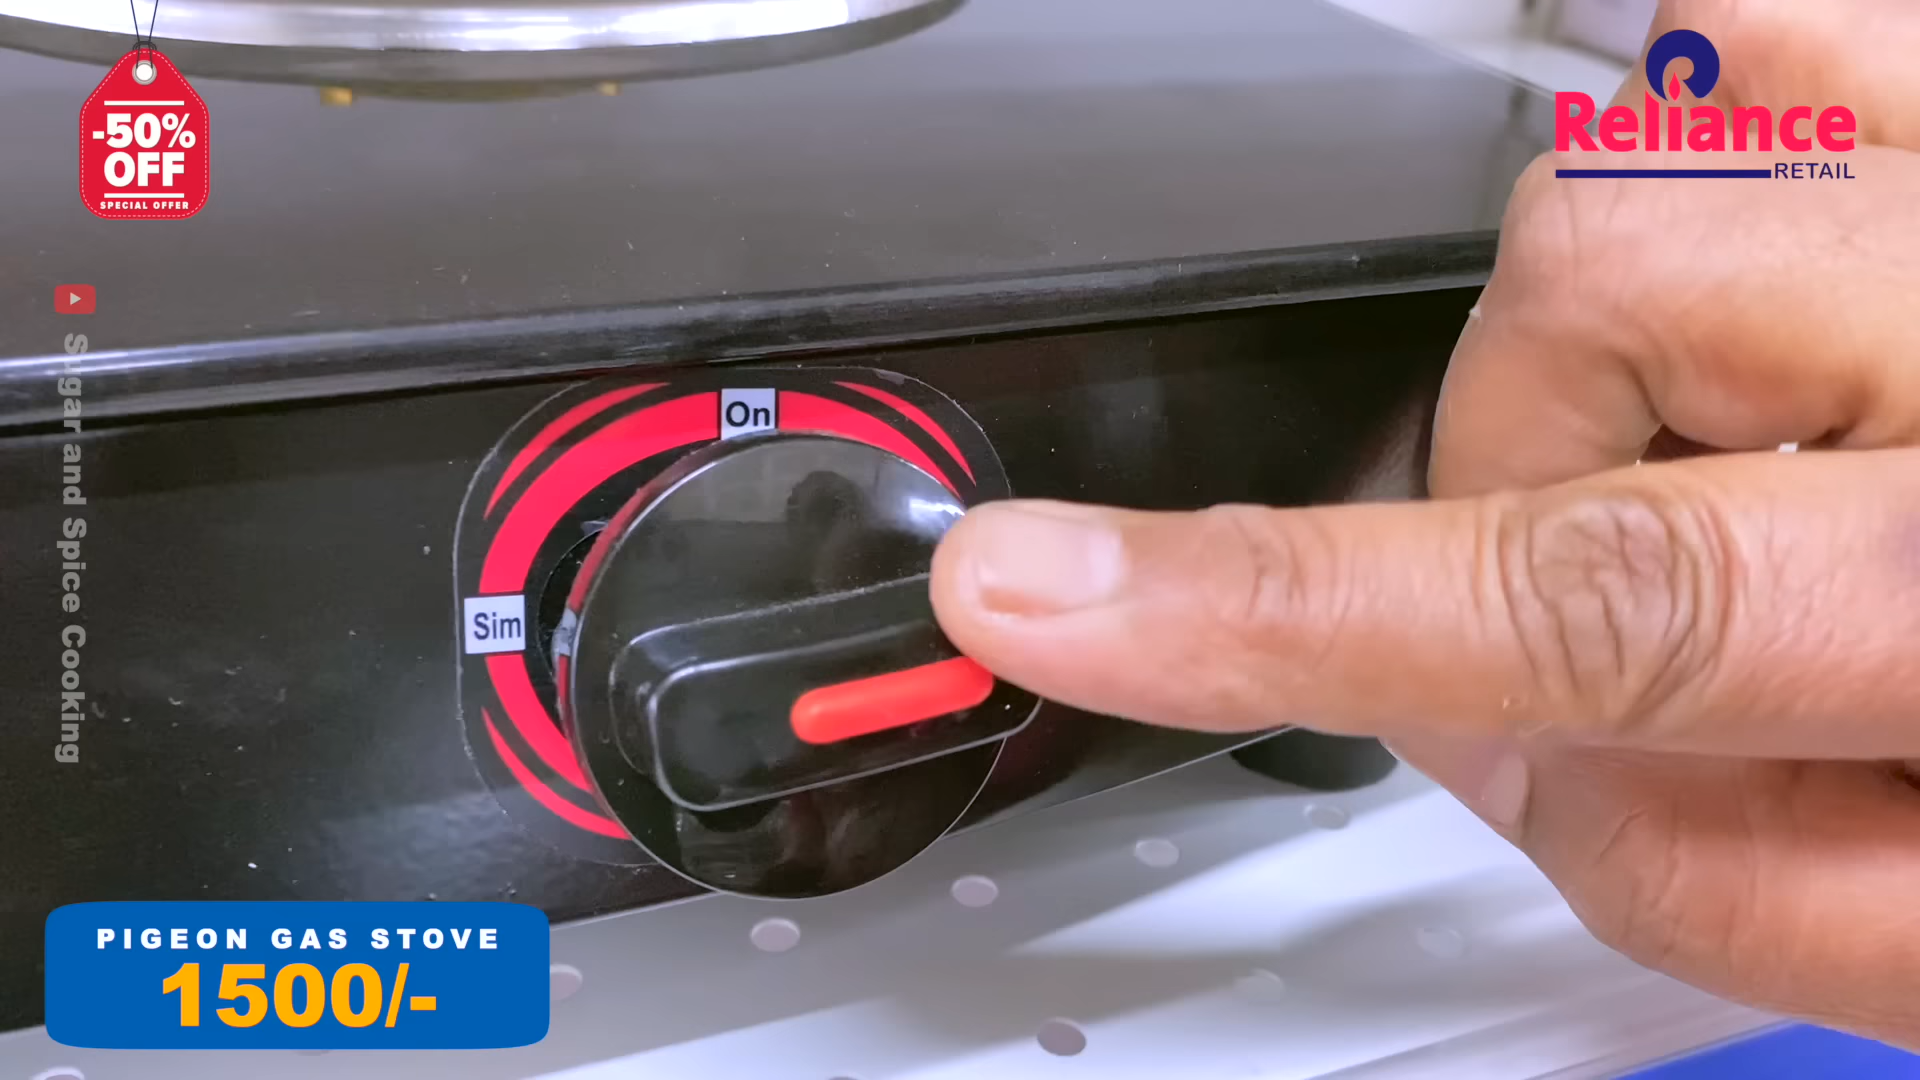 -50%
OFF
SPECIAL OFFER
Reliance
RETAIL
Sugar and Spice Cooking
On
Sim
PIGEON GAS STOVE
1500/-